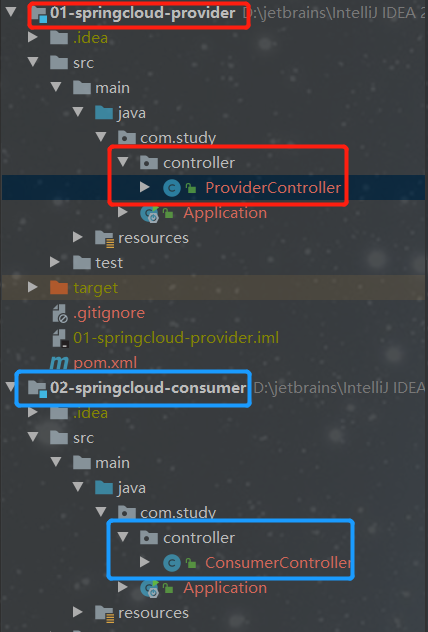 01-springcloud-provider D:\jetbrains\IntelliJ IDEA 2
.idea
src
main
java
com.study
controller
ProviderController
Application
resources
test
target
.gitignore
01-springcloud-provider.iml
pom.xml
02-springcloud-consumer D:\jetbrains\IntelliJ IDEA
.idea
src
main
java
com.study
controller
ConsumerController
Application
resources